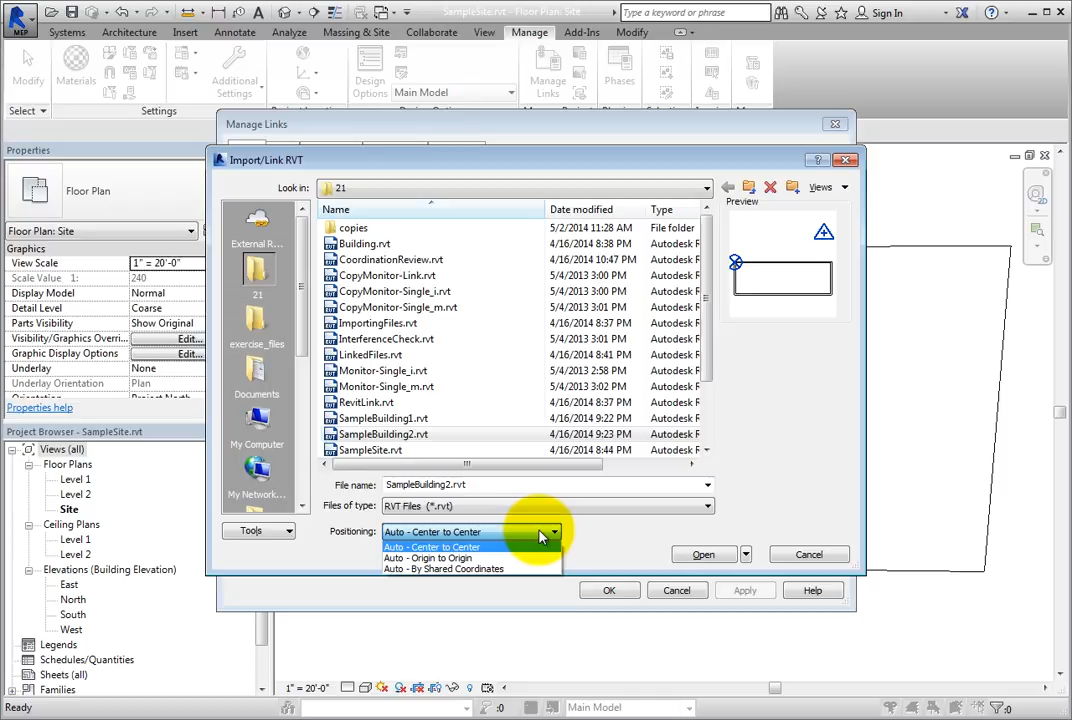 SampleSite.rvt - Floor Plan: Site
Type a keyword or phrase
Sign In
MEP
Systems
Architecture
Insert
Annotate
Analyze
Massing & Site
Collaborate
View
Manage
Add-Ins
Modify
Modify
Materials
Additional
Settings
Design
Options
Main Model
Manage
Links
Phases
Select
Settings
Manage Links
Properties
Floor Plan
Floor Plan: Site
Graphics
View Scale 1" = 20'-0"
Scale Value 1: 240
Display Model Normal
Detail Level Coarse
Parts Visibility Show Original
Visibility/Graphics Overri... Edit...
Graphic Display Options Edit...
Underlay None
Underlay Orientation Plan
Orientation Project North
Properties help
Project Browser - SampleSite.rvt
Views (all)
Floor Plans
Level 1
Level 2
Site
Ceiling Plans
Level 1
Level 2
Elevations (Building Elevation)
East
North
South
West
Legends
Schedules/Quantities
Sheets (all)
Families
Import/Link RVT
Look in: 21
Views
Preview
External R...
21
exercise_files
Documents
My Computer
My Network...
Name Date modified Type
copies 5/2/2014 11:28 AM File folder
Building.rvt 4/16/2014 8:38 PM Autodesk R
CoordinationReview.rvt 4/16/2014 10:47 PM Autodesk R
CopyMonitor-Link.rvt 5/4/2013 3:00 PM Autodesk R
CopyMonitor-Single_i.rvt 5/4/2013 3:00 PM Autodesk R
CopyMonitor-Single_m.rvt 5/4/2013 3:00 PM Autodesk R
ImportingFiles.rvt 4/16/2014 8:37 PM Autodesk R
InterferenceCheck.rvt 5/4/2013 3:01 PM Autodesk R
LinkedFiles.rvt 4/16/2014 8:41 PM Autodesk R
Monitor-Single_i.rvt 5/4/2013 2:58 PM Autodesk R
Monitor-Single_m.rvt 5/4/2013 3:02 PM Autodesk R
RevitLink.rvt 4/16/2014 8:37 PM Autodesk R
SampleBuilding1.rvt 4/16/2014 9:22 PM Autodesk R
SampleBuilding2.rvt 4/16/2014 9:23 PM Autodesk R
SampleSite.rvt 4/16/2014 8:44 PM Autodesk R
File name: SampleBuilding2.rvt
Files of type: RVT Files (*.rvt)
Tools
Positioning: Auto - Center to Center
Auto - Center to Center
Auto - Origin to Origin
Auto - By Shared Coordinates
Open
Cancel
OK
Cancel
Apply
Help
2D
1" = 20'-0"
Ready
:0
Main Model
:0